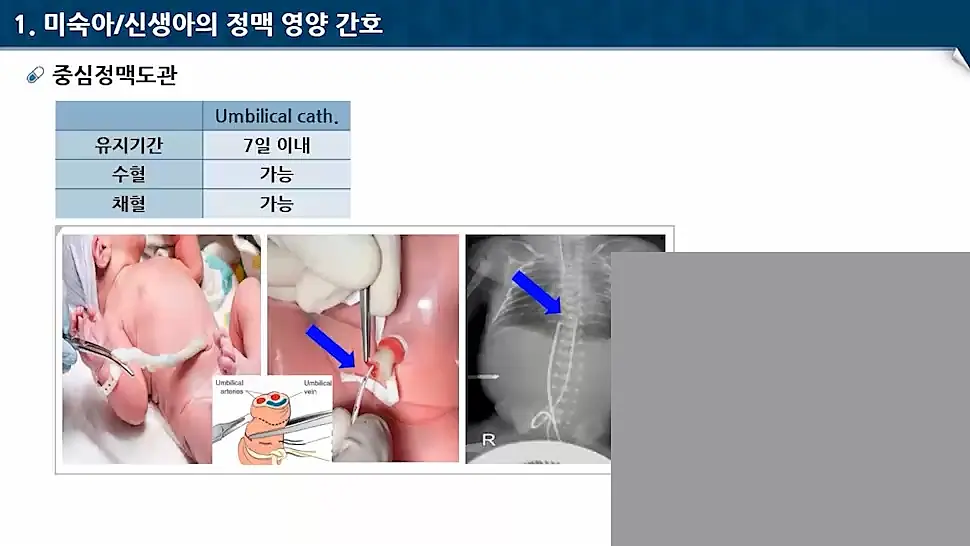 1. 미숙아/신생아의 정맥 영양 간호
중심정맥도관
Umbilical cath.
유지기간 7일 이내
수혈 가능
채혈 가능
Umbilical arteries
Umbilical vein
R